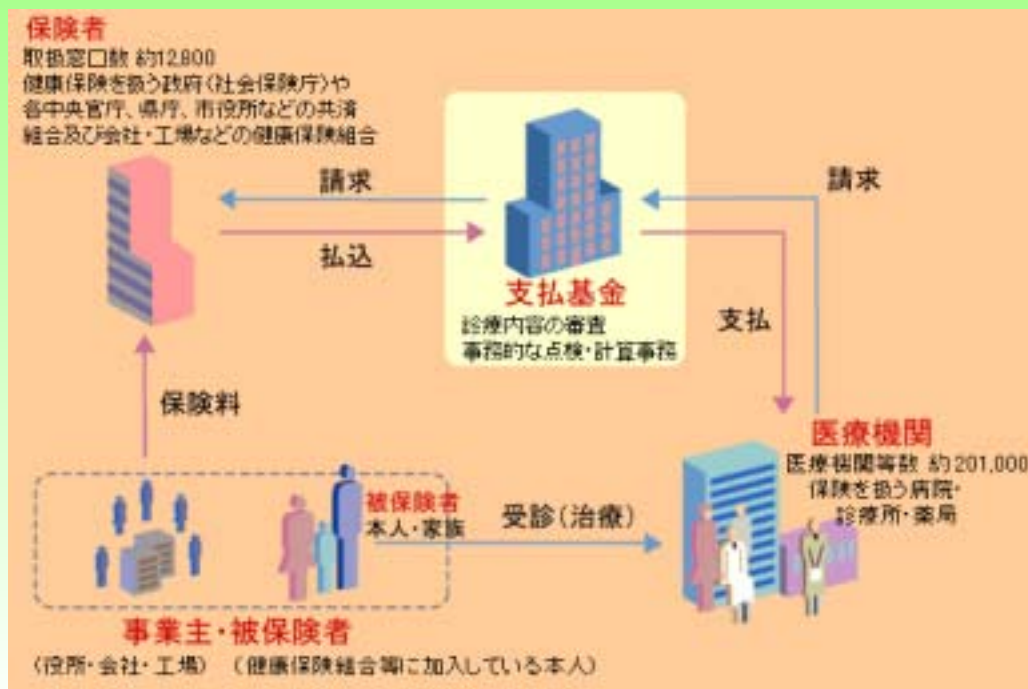 保険者
取扱窓口数 約12,800
健康保険を扱う政府(社会保険庁)や
各中央官庁、県庁、市役所などの共済
組合及び会社・工場などの健康保険組合
請求
払込
支払基金
診療内容の審査
事務的な点検・計算事務
請求
支払
保険料
医療機関
医療機関等数 約201,000
保険を扱う病院・
診療所・薬局
被保険者
本人・家族
受診(治療)
事業主・被保険者
(役所・会社・工場) (健康保険組合等に加入している本人)